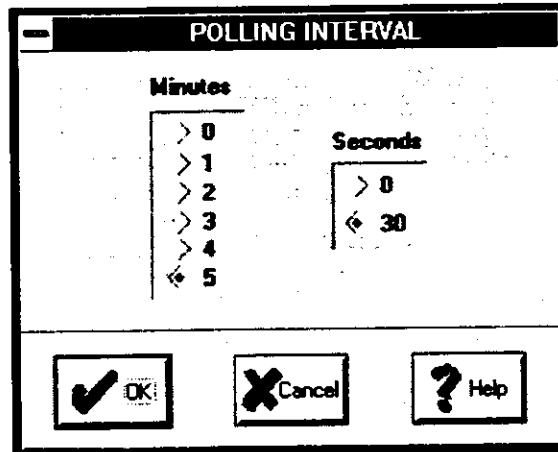 POLLING INTERVAL
Minutes
0
1
2
3
4
5
Seconds
0
30
OK
Cancel
Help